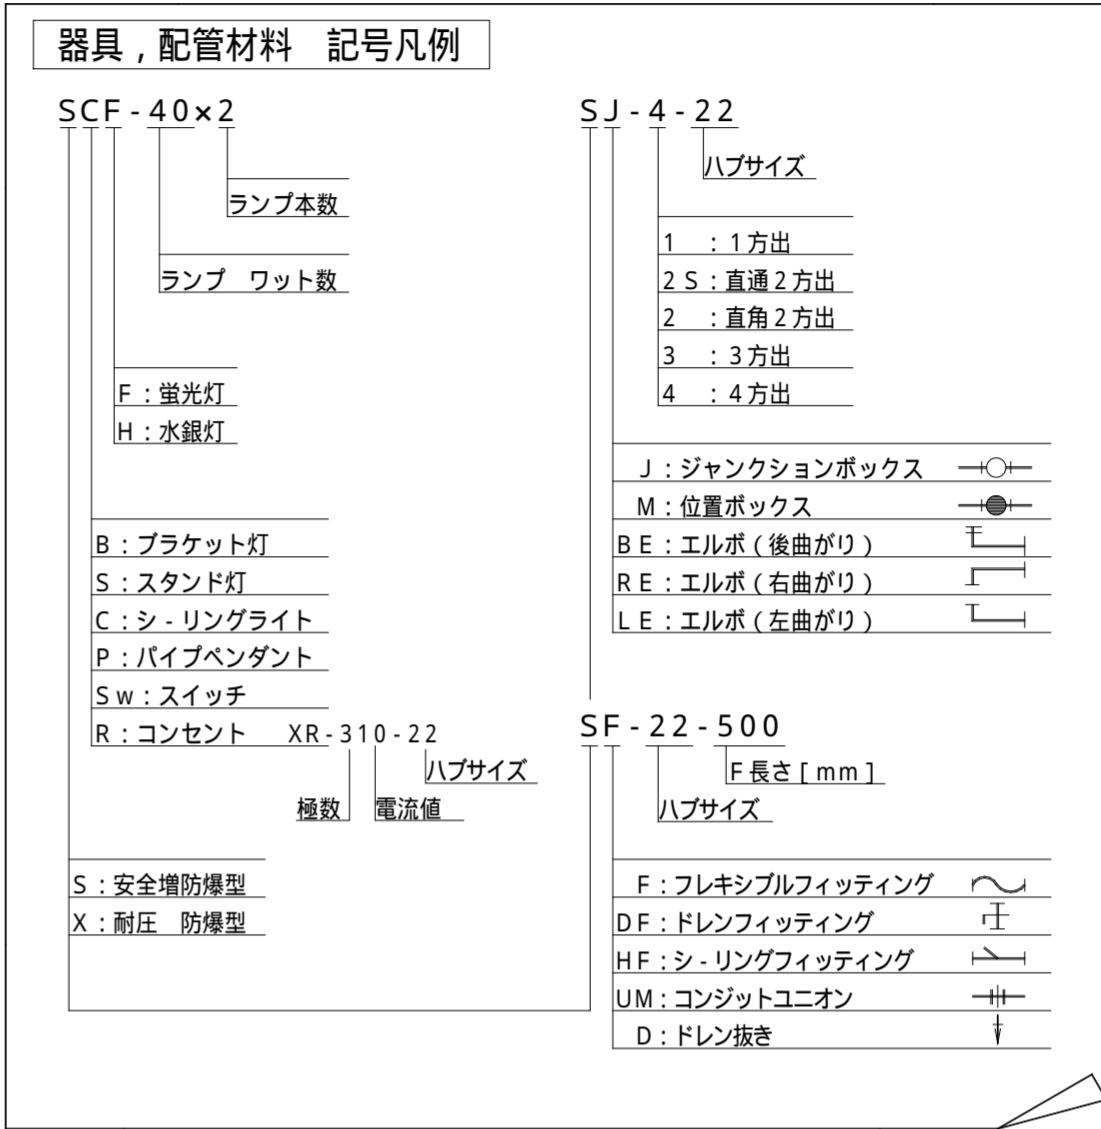 器具，配管材料　記号凡例
SCF-40×2
ランプ本数
ランプ　ワット数
F：蛍光灯
H：水銀灯
B：ブラケット灯
S：スタンド灯
C：シ-リングライト
P：パイプペンダント
Sw：スイッチ
R：コンセント　XR-310-22
ハブサイズ
極数　電流値
S：安全増防爆型
X：耐圧　防爆型
SJ-4-22
ハブサイズ
1　：1方出
2S：直通2方出
2　：直角2方出
3　：3方出
4　：4方出
J：ジャンクションボックス
M：位置ボックス
BE：エルボ(後曲がり)
RE：エルボ(右曲がり)
LE：エルボ(左曲がり)
SF-22-500
F長さ[mm]
ハブサイズ
F：フレキシブルフィッティング
DF：ドレンフィッティング
HF：シ-リングフィッティング
UM：コンジットユニオン
D：ドレン抜き